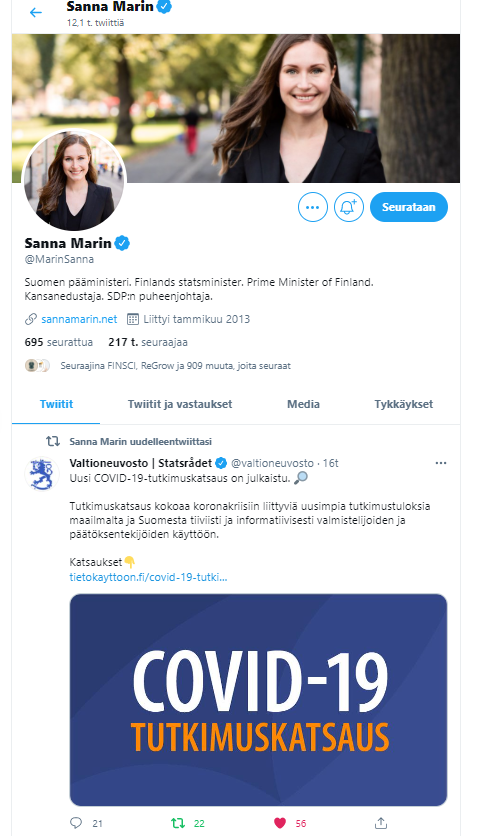 Sanna Marin
12,1 t. twiittiä
Seurataan
Sanna Marin
@MarinSanna
Suomen pääministeri. Finlands statsminister. Prime Minister of Finland.
Kansanedustaja. SDP:n puheenjohtaja.
sannamarin.net Liittyi tammikuu 2013
695 seurattua 217 t. seuraajaa
Seuraajina FINSCI, ReGrow ja 909 muuta, joita seuraat
Twiitit Twiitit ja vastaukset Media Tykkäykset
Sanna Marin uudelleentwiittasi
Valtioneuvosto | Statsrådet @valtioneuvosto · 16t
Uusi COVID-19-tutkimuskatsaus on julkaistu. 🔎
Tutkimuskatsaus kokoaa koronakriisiin liittyviä uusimpia tutkimustuloksia
maailmalta ja Suomesta tiiviisti ja informatiivisesti valmistelijoiden ja
päätöksentekijöiden käyttöön.
Katsaukset👇
tietokayttoon.fi/covid-19-tutki...
COVID-19
TUTKIMUSKATSAUS
21 22 56